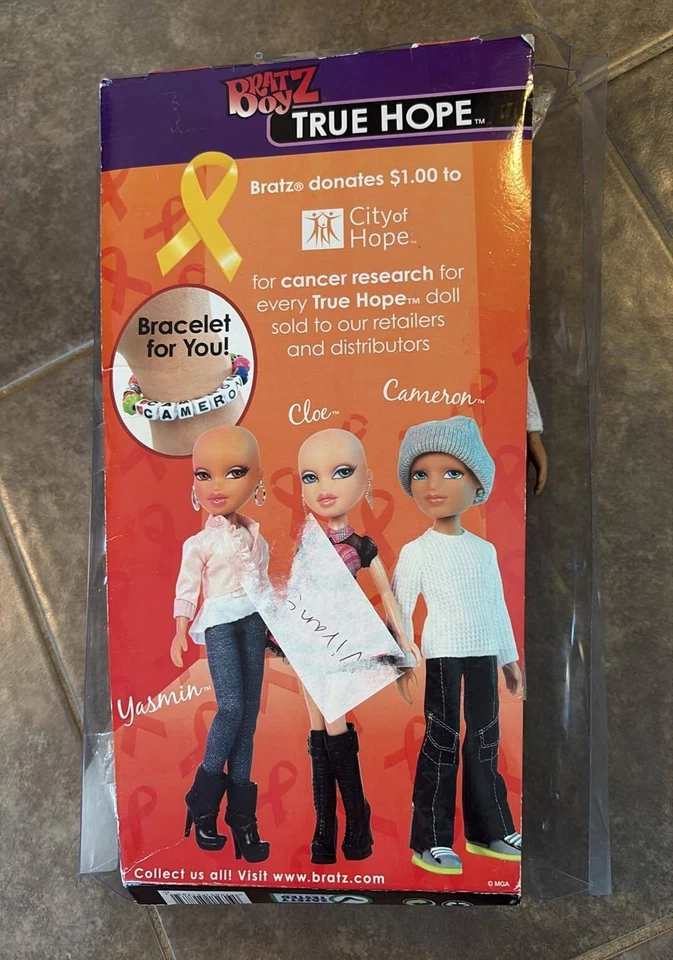 BRATZ
BOYZ
TRUE HOPE™
Bratz® donates $1.00 to
City of
Hope™
for cancer research for
every True Hope™ doll
sold to our retailers
and distributors
Bracelet
for You!
CAMERON
Cloe™
Cameron™
Yasmin™
Collect us all! Visit www.bratz.com
© MGA